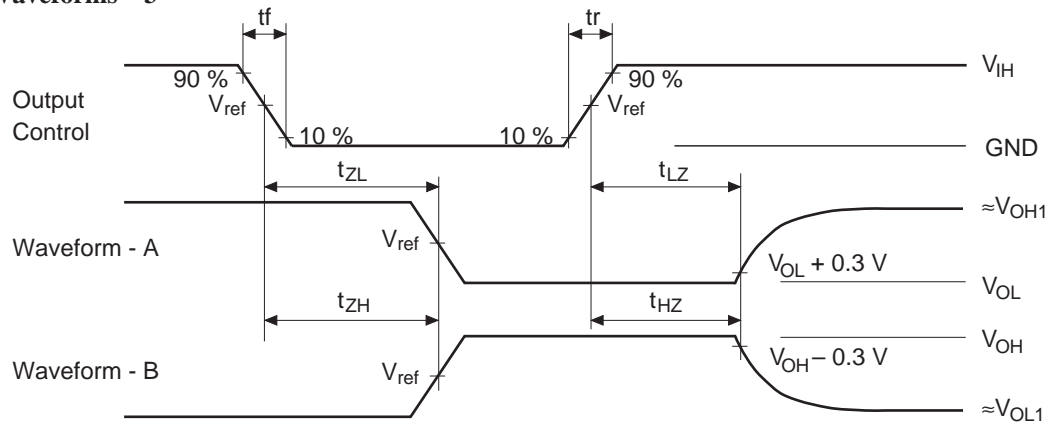 Waveforms – 3
tf
tr
90 %
90 %
V_IH
Output
Control
V_ref
V_ref
10 %
10 %
GND
t_ZL
t_LZ
≈V_OH1
Waveform - A
V_ref
V_OL + 0.3 V
V_OL
t_ZH
t_HZ
V_OH
V_OH – 0.3 V
Waveform - B
V_ref
≈V_OL1